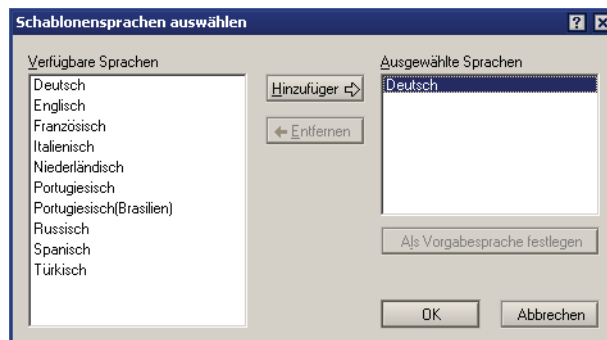 Schablonensprachen auswählen
Verfügbare Sprachen
Deutsch
Englisch
Französisch
Italienisch
Niederländisch
Portugiesisch
Portugiesisch(Brasilien)
Russisch
Spanisch
Türkisch
Hinzufüger
Entfernen
Ausgewählte Sprachen
Deutsch
Als Vorgabesprache festlegen
OK
Abbrechen